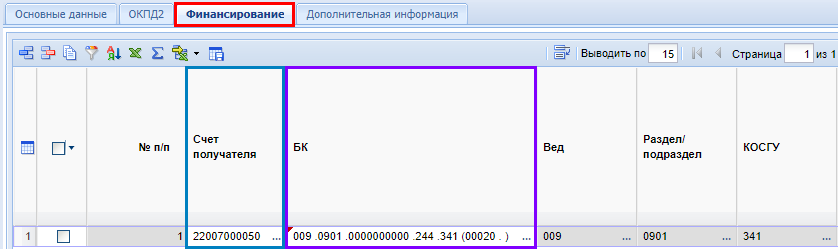 Основные данные ОКПД2 Финансирование Дополнительная информация
Выводить по 15 Страница 1 из 1
№ п/п Счет получателя БК Вед Раздел/подраздел КОСГУ
1 1 22007000050 ... 009 .0901 .0000000000 .244 .341 (00020 . ) ... 009 ... 0901 ... 341 ...